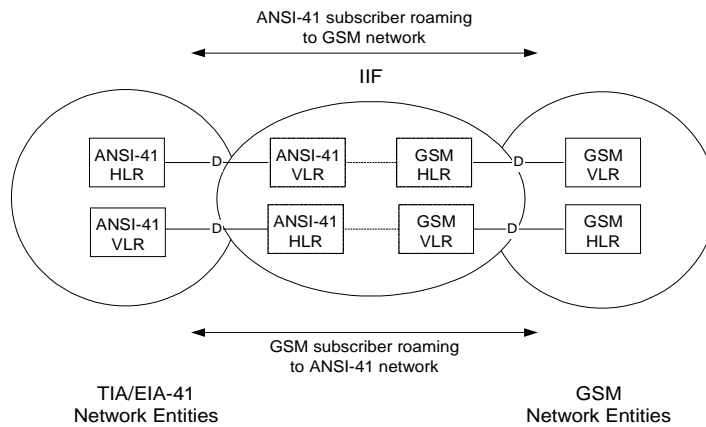 ANSI-41 subscriber roaming
to GSM network
IIF
ANSI-41
HLR
D
ANSI-41
VLR
GSM
HLR
D
GSM
VLR
ANSI-41
VLR
D
ANSI-41
HLR
GSM
VLR
D
GSM
HLR
GSM subscriber roaming
to ANSI-41 network
TIA/EIA-41
Network Entities
GSM
Network Entities